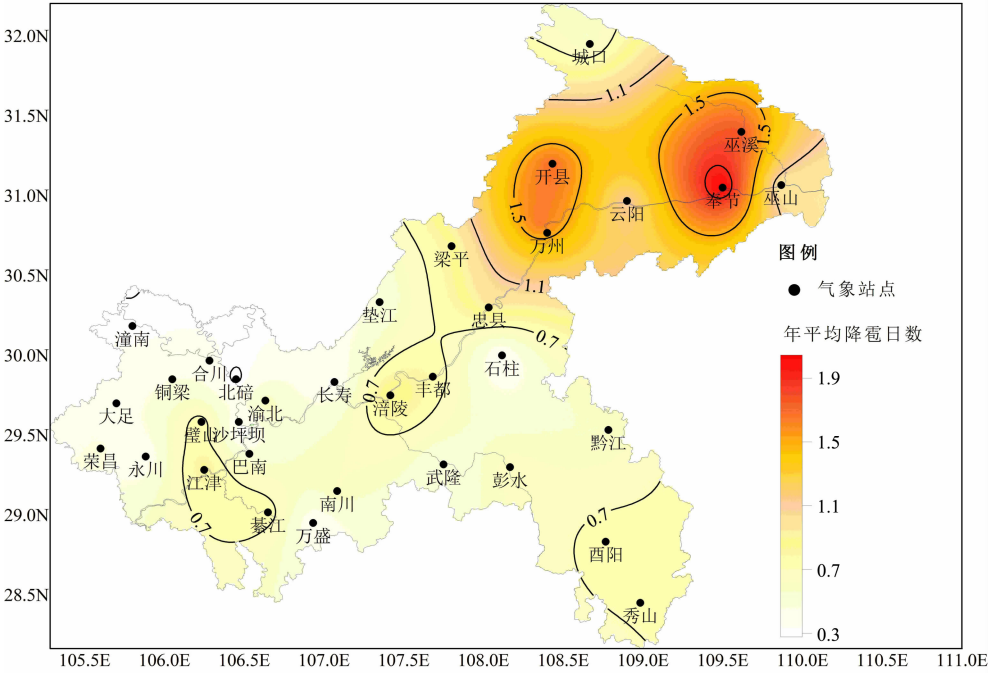 32.0N
31.5N
31.0N
30.5N
30.0N
29.5N
29.0N
28.5N
105.5E 106.0E 106.5E 107.0E 107.5E 108.0E 108.5E 109.0E 109.5E 110.0E 110.5E 111.0E
城口
1.1
1.5
1.5
巫溪
开县
奉节
巫山
1.5
云阳
万州
梁平
1.1
垫江
忠县
0.7
潼南
石柱
合川
北碚
铜梁
长寿
0.7
丰都
涪陵
大足
渝北
璧山
沙坪坝
黔江
荣昌
永川
巴南
江津
武隆
彭水
南川
0.7
綦江
万盛
0.7
酉阳
秀山
图例
气象站点
年平均降雹日数
1.9
1.5
1.1
0.7
0.3